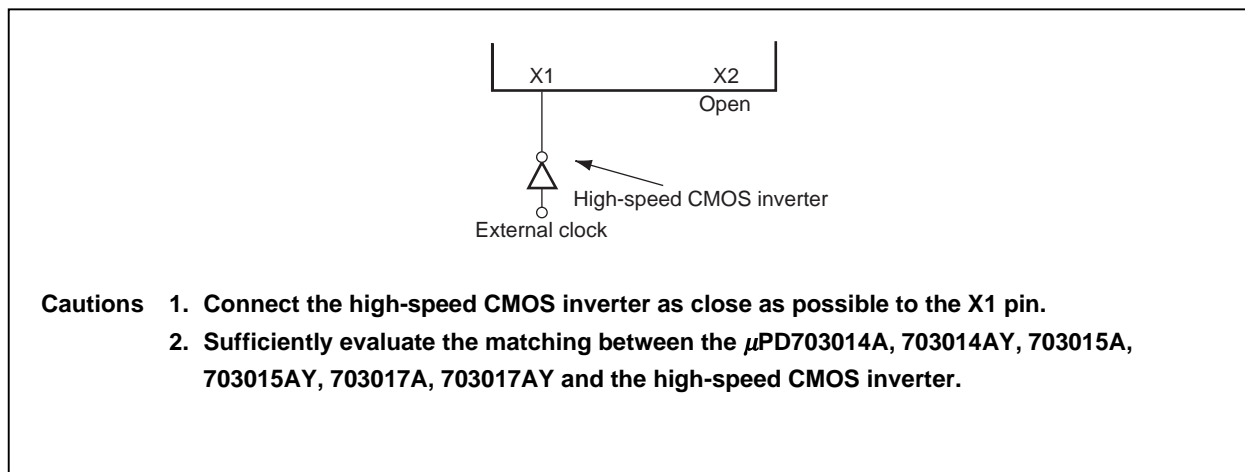 X1 X2
Open
High-speed CMOS inverter
External clock
Cautions 1. Connect the high-speed CMOS inverter as close as possible to the X1 pin.
2. Sufficiently evaluate the matching between the μPD703014A, 703014AY, 703015A,
703015AY, 703017A, 703017AY and the high-speed CMOS inverter.